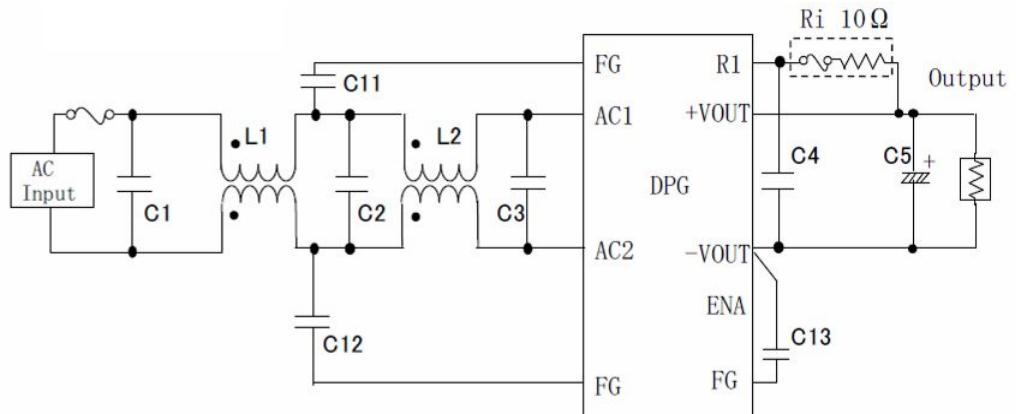 Ri 10Ω
FG
R1
C11
Output
AC1
+VOUT
L1
L2
C4
C5
+
AC
Input
DPG
C1
C2
C3
AC2
-VOUT
ENA
C12
C13
FG
FG